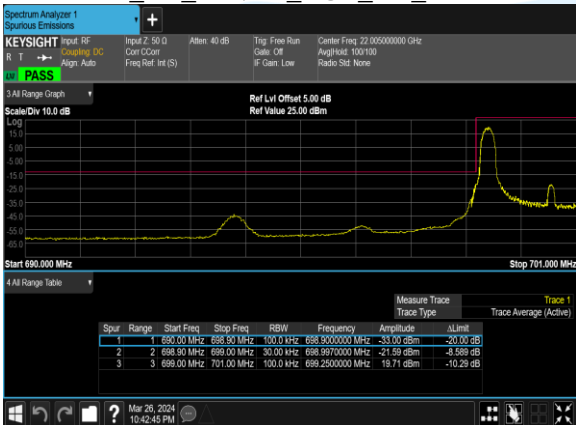 Spectrum Analyzer 1
Spurious Emissions
KEYSIGHT Input: RF Input Z: 50 Ω Atten: 40 dB Trig: Free Run Center Freq: 22.005000000 GHz
R T Coupling: DC Corr CCorr Gate: Off Avg|Hold: 100/100
Align: Auto Freq Ref: Int (S) IF Gain: Low Radio Std: None
PASS
3 All Range Graph
Ref Lvl Offset 5.00 dB
Scale/Div 10.0 dB Ref Value 25.00 dBm
Log
15.0
5.00
-5.00
-15.0
-25.0
-35.0
-45.0
-55.0
-65.0
Start 690.000 MHz Stop 701.000 MHz
4 All Range Table
Measure Trace Trace 1
Trace Type Trace Average (Active)
Spur Range Start Freq Stop Freq RBW Frequency Amplitude ΔLimit
1 1 690.00 MHz 698.90 MHz 100.0 kHz 698.9000000 MHz -33.00 dBm -20.00 dB
2 2 698.90 MHz 699.00 MHz 30.00 kHz 698.9970000 MHz -21.59 dBm -8.589 dB
3 3 699.00 MHz 701.00 MHz 100.0 kHz 699.2500000 MHz 19.71 dBm -10.29 dB
Mar 26, 2024
10:42:45 PM